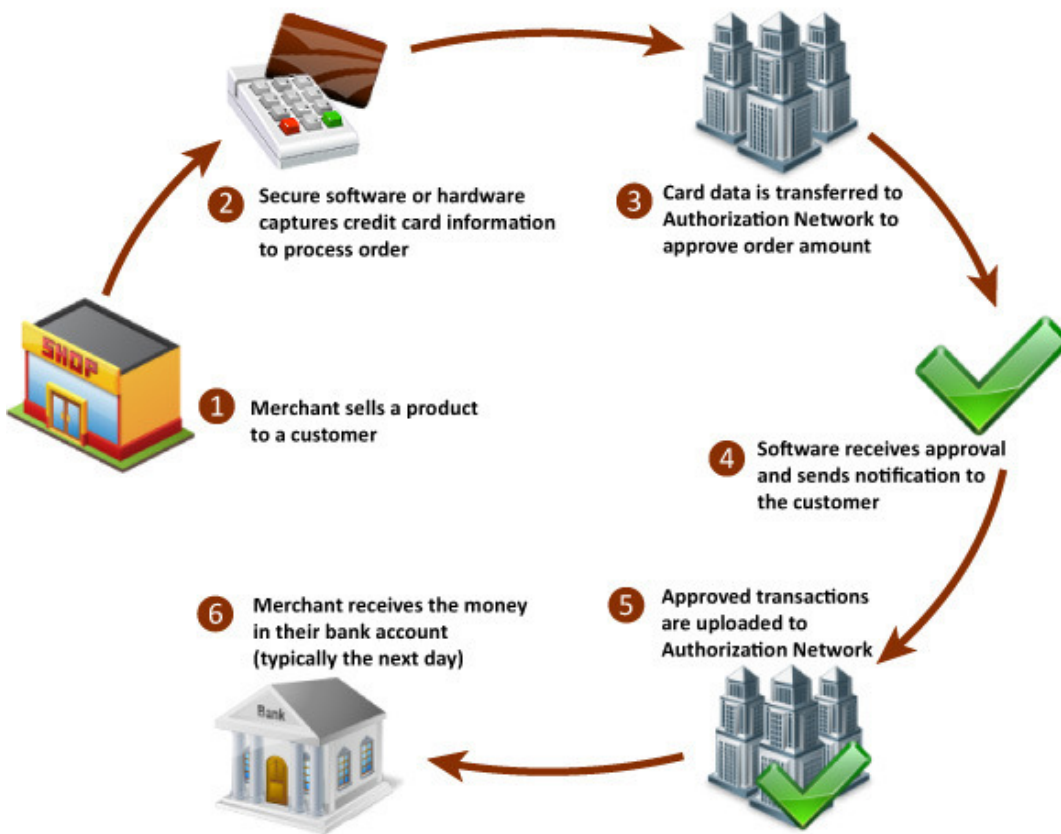 SHOP
1 Merchant sells a product
to a customer
2 Secure software or hardware
captures credit card information
to process order
3 Card data is transferred to
Authorization Network to
approve order amount
4 Software receives approval
and sends notification to
the customer
5 Approved transactions
are uploaded to
Authorization Network
6 Merchant receives the money
in their bank account
(typically the next day)
Bank